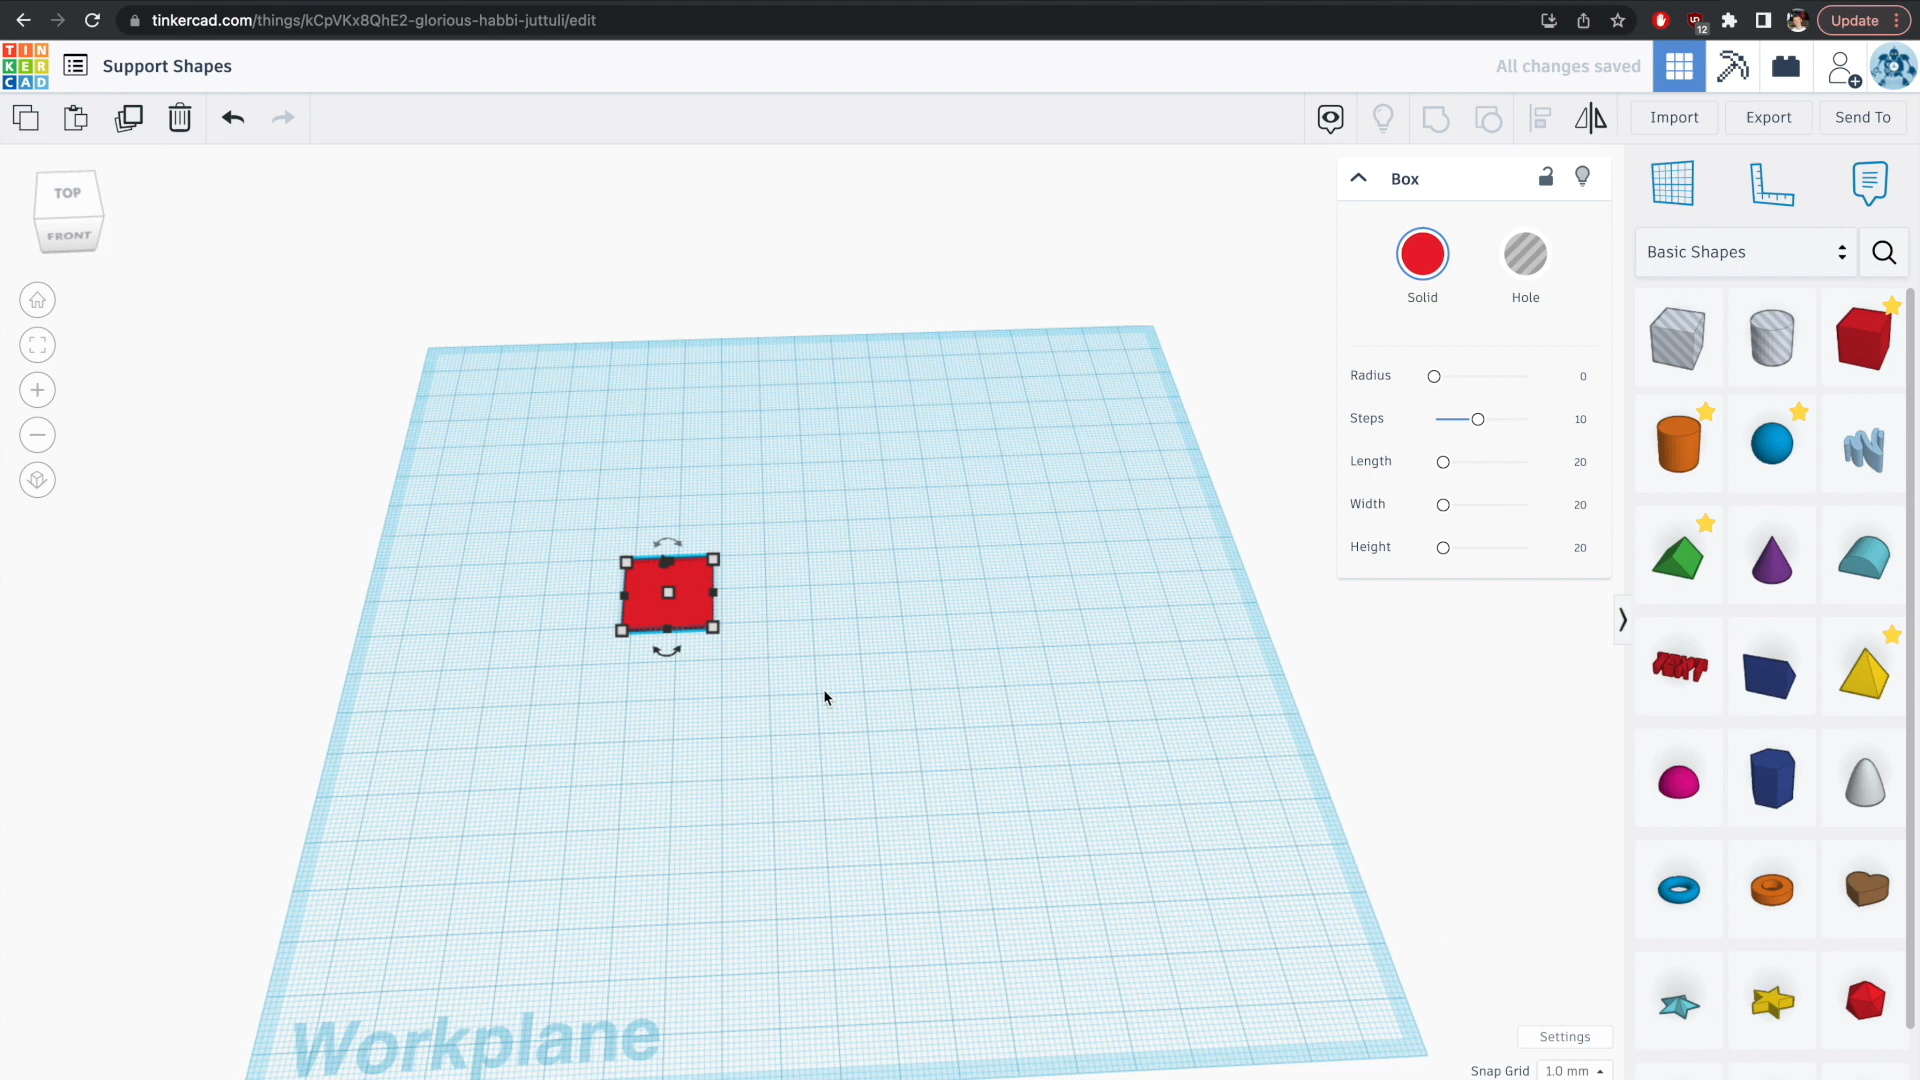 tinkercad.com/things/kCpVKx8QhE2-glorious-habbi-juttuli/edit
12
Update
TIN
KER
CAD
Support Shapes
All changes saved
Import
Export
Send To
TOP
FRONT
Box
Solid
Hole
Radius 0
Steps 10
Length 20
Width 20
Height 20
Basic Shapes
TEXT
Workplane
Settings
Snap Grid 1.0 mm